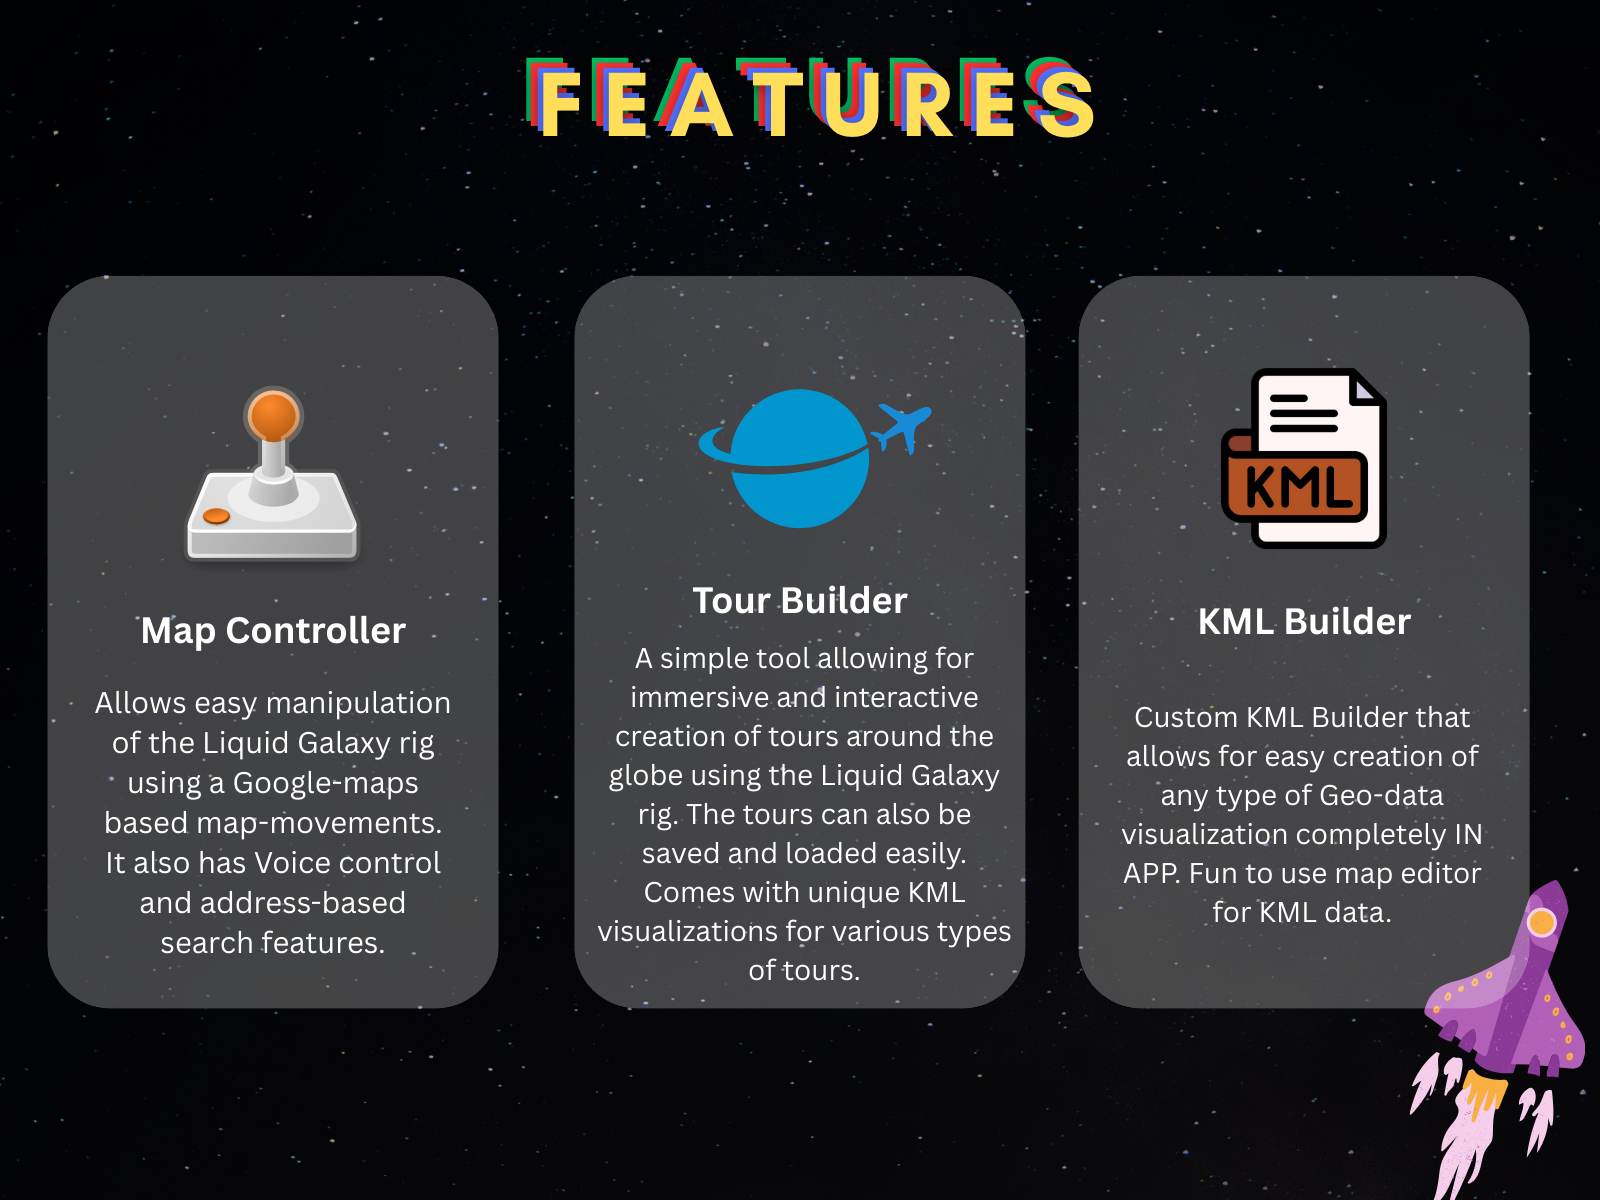 FEATURES
Map Controller
Allows easy manipulation
of the Liquid Galaxy rig
using a Google-maps
based map-movements.
It also has Voice control
and address-based
search features.
Tour Builder
A simple tool allowing for
immersive and interactive
creation of tours around the
globe using the Liquid Galaxy
rig. The tours can also be
saved and loaded easily.
Comes with unique KML
visualizations for various types
of tours.
KML
KML Builder
Custom KML Builder that
allows for easy creation of
any type of Geo-data
visualization completely IN
APP. Fun to use map editor
for KML data.